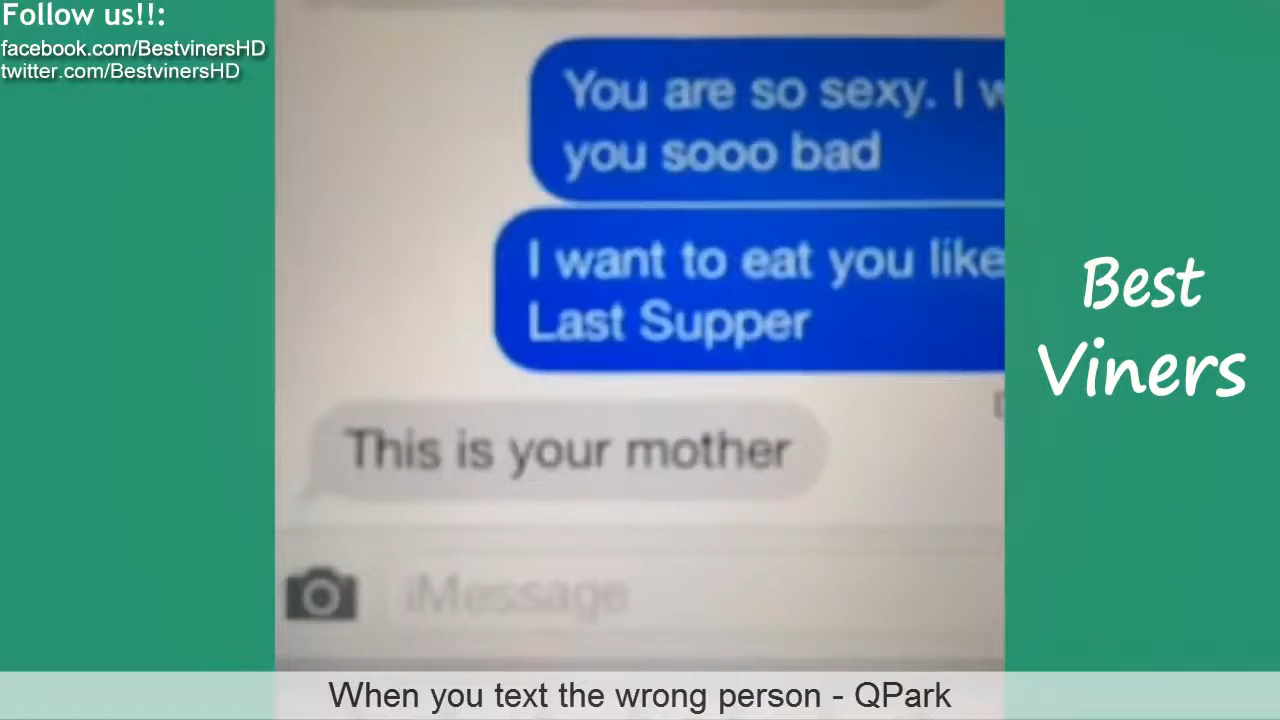 Follow us!!:
facebook.com/BestvinersHD
twitter.com/BestvinersHD
You are so sexy. I
you sooo bad
I want to eat you like
Last Supper
This is your mother
iMessage
Best
Viners
When you text the wrong person - QPark